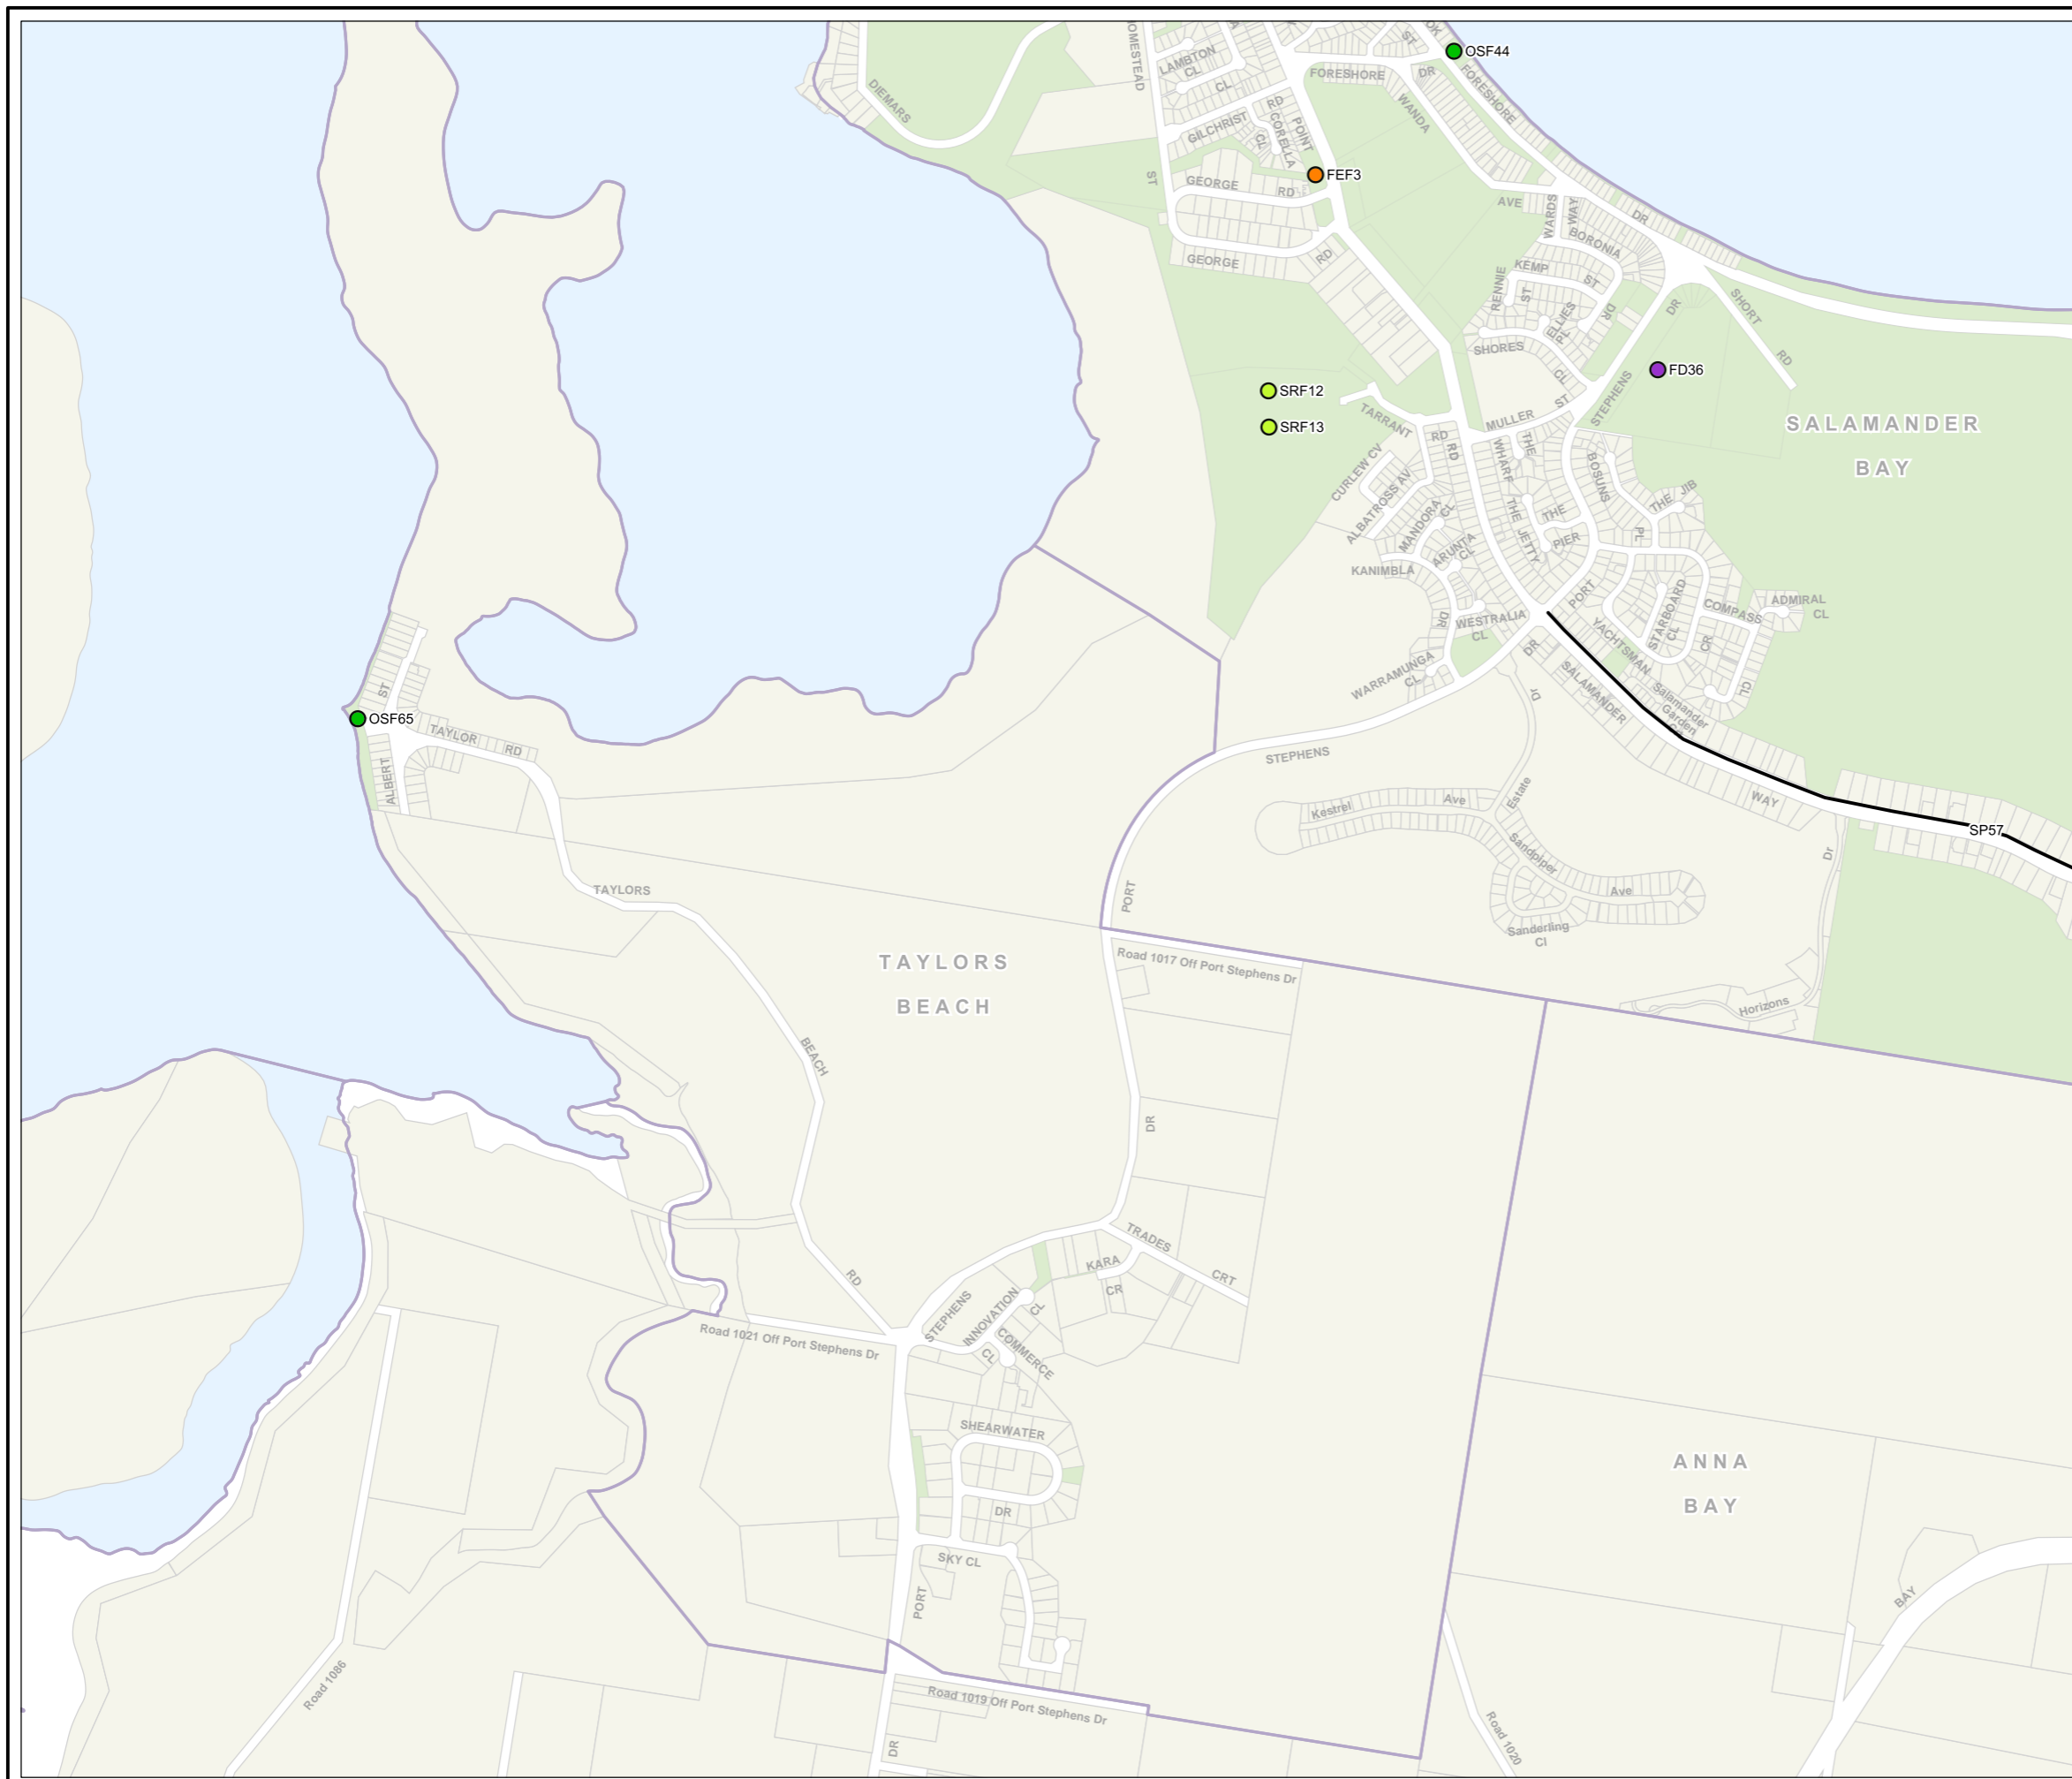 OMESTEAD
LAMBTON
CL
CL
ST
OSF44
DIEMARS
FORESHORE
DR
FORESHORE
RD
WANDA
GILCHRIST
CL
CORELLA
POINT
FEF3
ST
GEORGE
RD
AVE
WARDS
WAY
DR
BORONIA
GEORGE
RD
KEMP
ST
RENNIE
ST
ELLIES
PL
DR
DR
SHORT
RD
SHORES
CL
FD36
SRF12
SRF13
STEPHENS
ST
MULLER
TARRANT
RD
RD
SALAMANDER
BAY
THE
WHARF
CURLEW CV
ALBATROSS AV
BOSUNS
THE JIB
MANDORA
CL
THE
JETTY
THE
PIER
PL
ARUNTA
CL
KANIMBLA
PORT
STARBOARD
CL
COMPASS
ADMIRAL
CL
DR
WESTRALIA
CL
YACHTSMAN
CR
DR
WARRAMUNGA
CL
CL
Dr
SALAMANDER
Salamander
Garden
OSF65
ST
TAYLOR
RD
ALBERT
STEPHENS
Estate
WAY
Kestrel
Ave
SP57
Sandpiper
Dr
Ave
TAYLORS
PORT
Sanderling
Cl
TAYLORS
BEACH
Road 1017 Off Port Stephens Dr
Horizons
BEACH
DR
TRADES
KARA
CRT
CR
RD
STEPHENS
INNOVATION
CL
COMMERCE
CL
Road 1021 Off Port Stephens Dr
SHEARWATER
DR
ANNA
BAY
SKY CL
PORT
BAY
Road 1086
Road 1019 Off Port Stephens Dr
DR
Road 1020